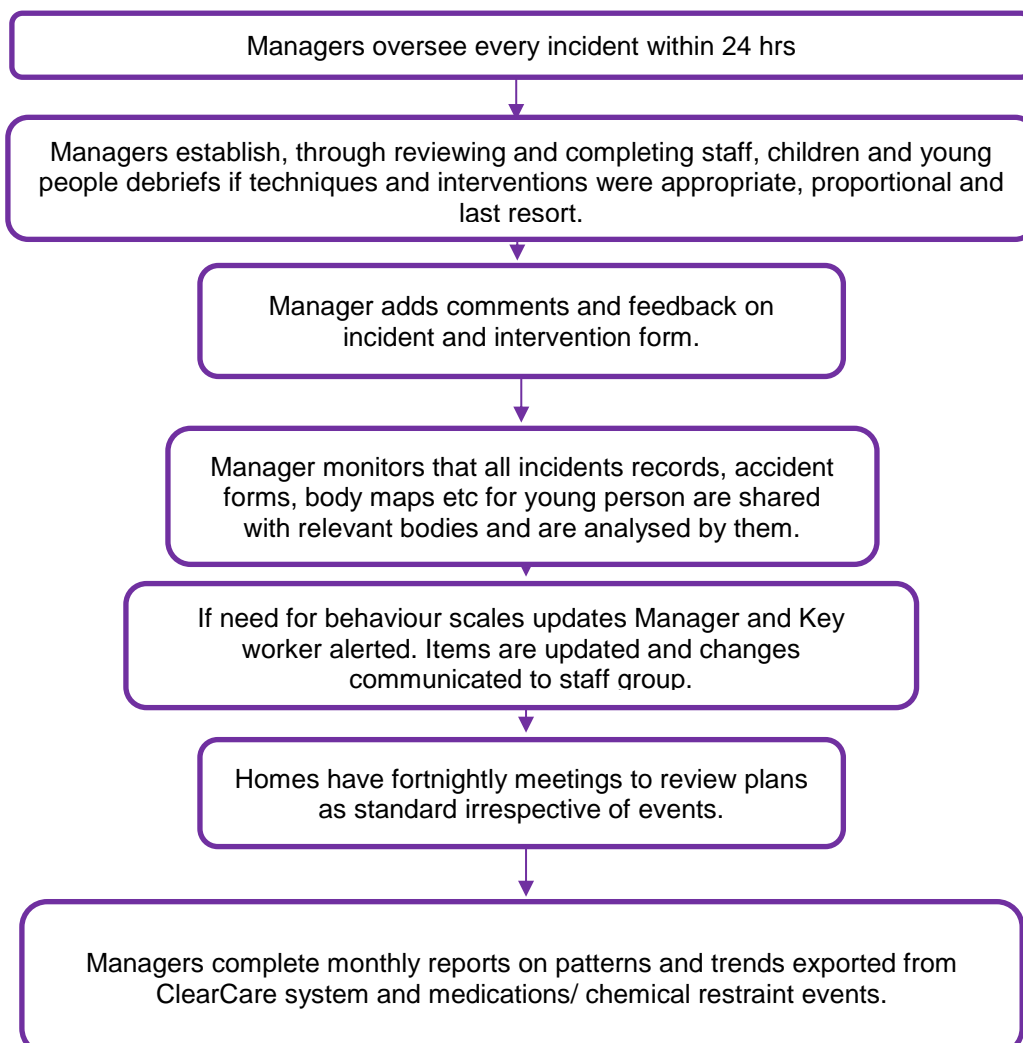 Managers oversee every incident within 24 hrs
Managers establish, through reviewing and completing staff, children and young
people debriefs if techniques and interventions were appropriate, proportional and
last resort.
Manager adds comments and feedback on
incident and intervention form.
Manager monitors that all incidents records, accident
forms, body maps etc for young person are shared
with relevant bodies and are analysed by them.
If need for behaviour scales updates Manager and Key
worker alerted. Items are updated and changes
communicated to staff group.
Homes have fortnightly meetings to review plans
as standard irrespective of events.
Managers complete monthly reports on patterns and trends exported from
ClearCare system and medications/ chemical restraint events.